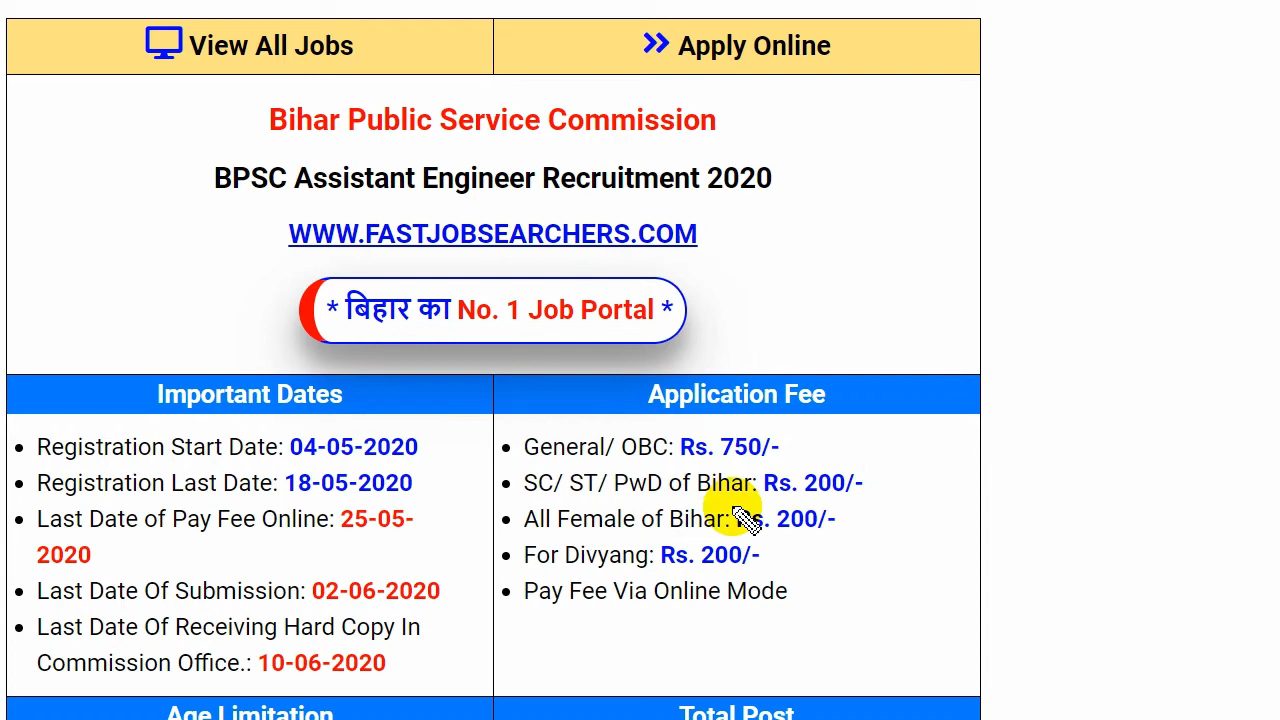 View All Jobs
Apply Online
Bihar Public Service Commission
BPSC Assistant Engineer Recruitment 2020
WWW.FASTJOBSEARCHERS.COM
* बिहार का No. 1 Job Portal *
Important Dates
Registration Start Date: 04-05-2020
Registration Last Date: 18-05-2020
Last Date of Pay Fee Online: 25-05-
2020
Last Date Of Submission: 02-06-2020
Last Date Of Receiving Hard Copy In
Commission Office.: 10-06-2020
Application Fee
General/ OBC: Rs. 750/-
SC/ ST/ PwD of Bihar: Rs. 200/-
All Female of Bihar: Rs. 200/-
For Divyang: Rs. 200/-
Pay Fee Via Online Mode
Age Limitation
Total Post